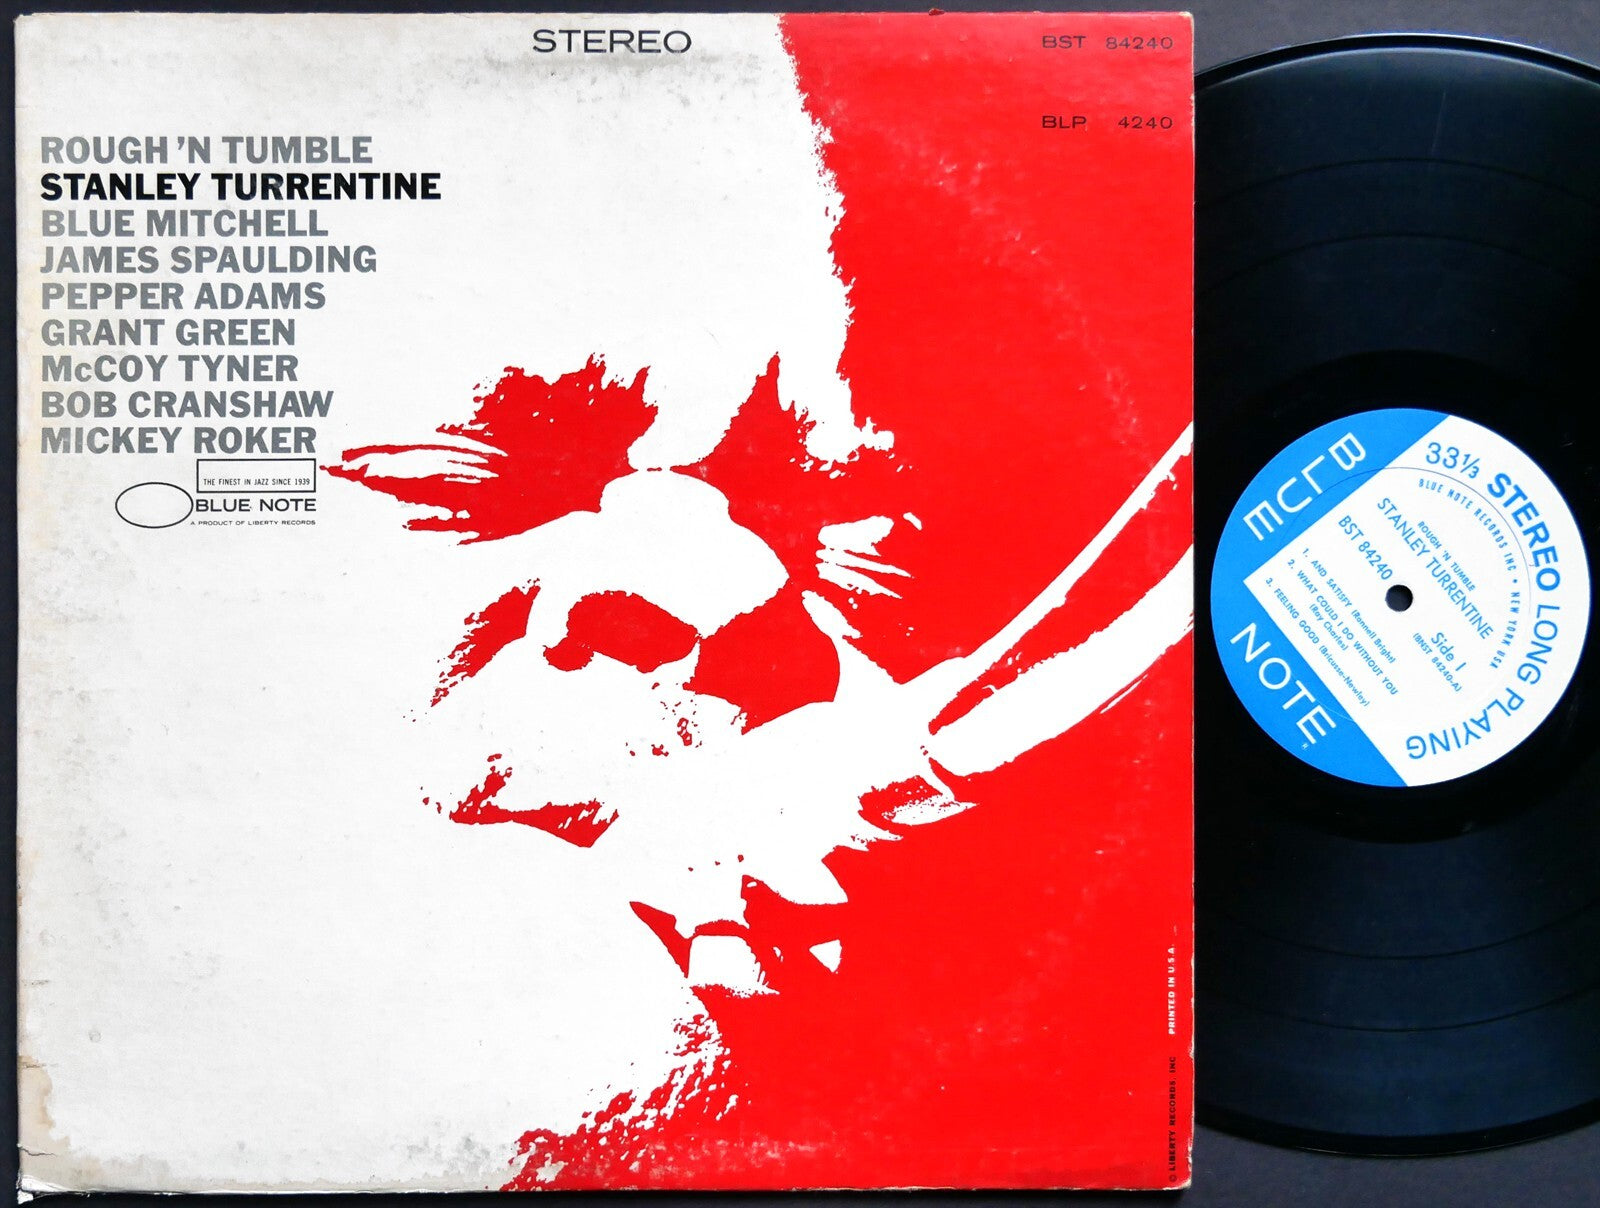 STEREO
BST 84240
BLP 4240
ROUGH 'N TUMBLE
STANLEY TURRENTINE
BLUE MITCHELL
JAMES SPAULDING
PEPPER ADAMS
GRANT GREEN
McCOY TYNER
BOB CRANSHAW
MICKEY ROKER
THE FINEST IN JAZZ SINCE 1939
BLUE NOTE
A PRODUCT OF LIBERTY RECORDS
© LIBERTY RECORDS, INC PRINTED IN U.S.A.
BLUE NOTE
33⅓ STEREO LONG PLAYING
BLUE NOTE RECORDS INC • NEW YORK USA
ROUGH 'N TUMBLE
STANLEY TURRENTINE
BST 84240
Side 1
(BNST 84240-A)
1. AND SATISFY (Ronnell Bright)
2. WHAT COULD I DO WITHOUT YOU
(Ray Charles)
3. FEELING GOOD (Bricusse-Newley)